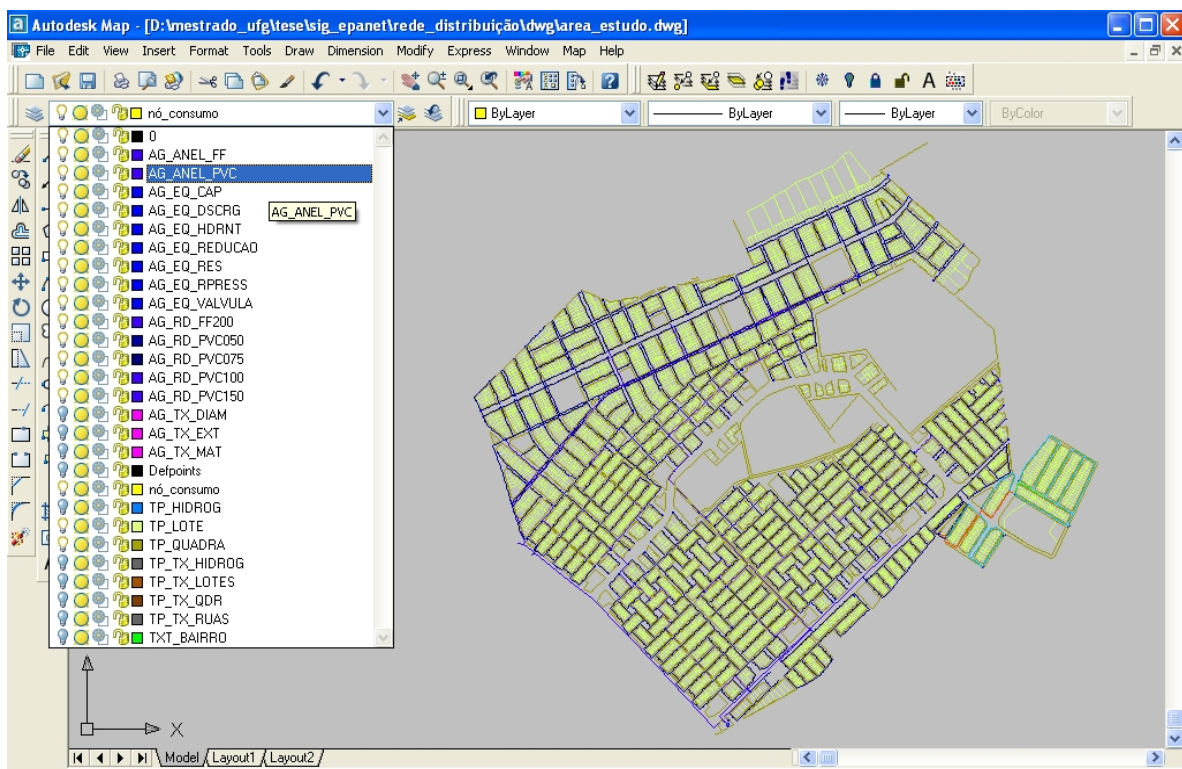 a Autodesk Map - [D:\mestrado_ufg\tese\sig_epanet\rede_distribuição\dwg\area_estudo.dwg]
File Edit View Insert Format Tools Draw Dimension Modify Express Window Map Help
nó_consumo ByLayer ByLayer ByLayer ByColor
0
AG_ANEL_FF
AG_ANEL_PVC
AG_EQ_CAP
AG_EQ_DSCRG AG_ANEL_PVC
AG_EQ_HDRNT
AG_EQ_REDUCAO
AG_EQ_RES
AG_EQ_RPRESS
AG_EQ_VALVULA
AG_RD_FF200
AG_RD_PVC050
AG_RD_PVC075
AG_RD_PVC100
AG_RD_PVC150
AG_TX_DIAM
AG_TX_EXT
AG_TX_MAT
Defpoints
nó_consumo
TP_HIDROG
TP_LOTE
TP_QUADRA
TP_TX_HIDROG
TP_TX_LOTES
TP_TX_QDR
TP_TX_RUAS
TXT_BAIRRO
X
Model Layout1 Layout2